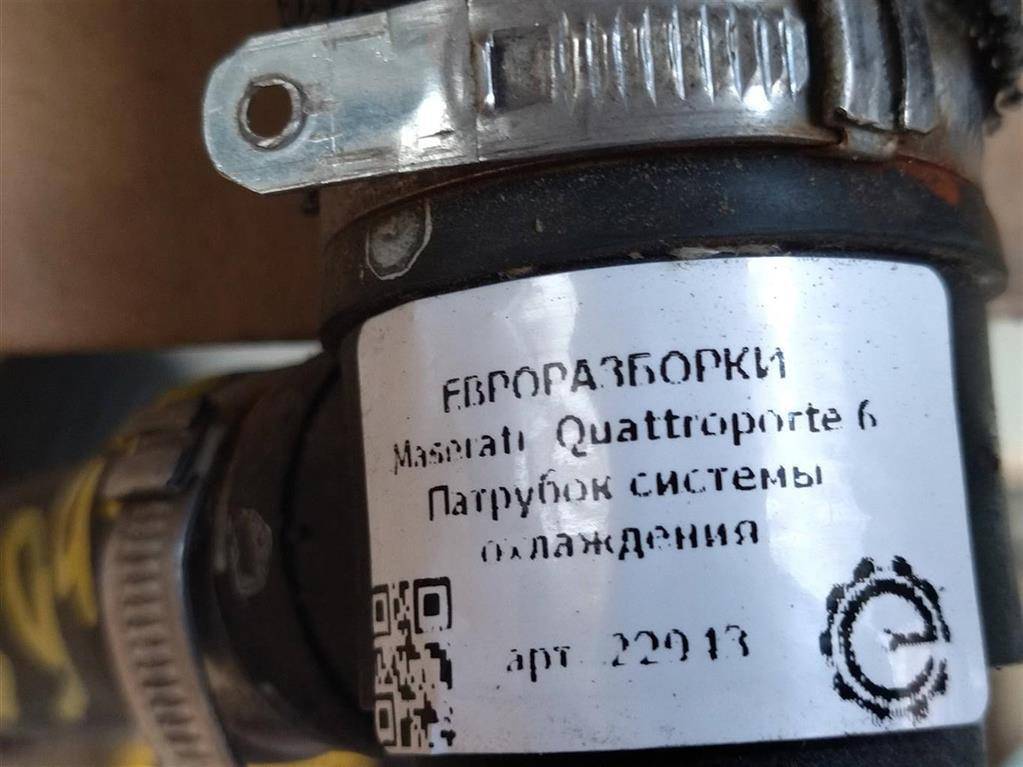 ЕВРОРАЗБОРКИ
Maserati Quattroporte 6
Патрубок системы
охлаждения
арт. 22913